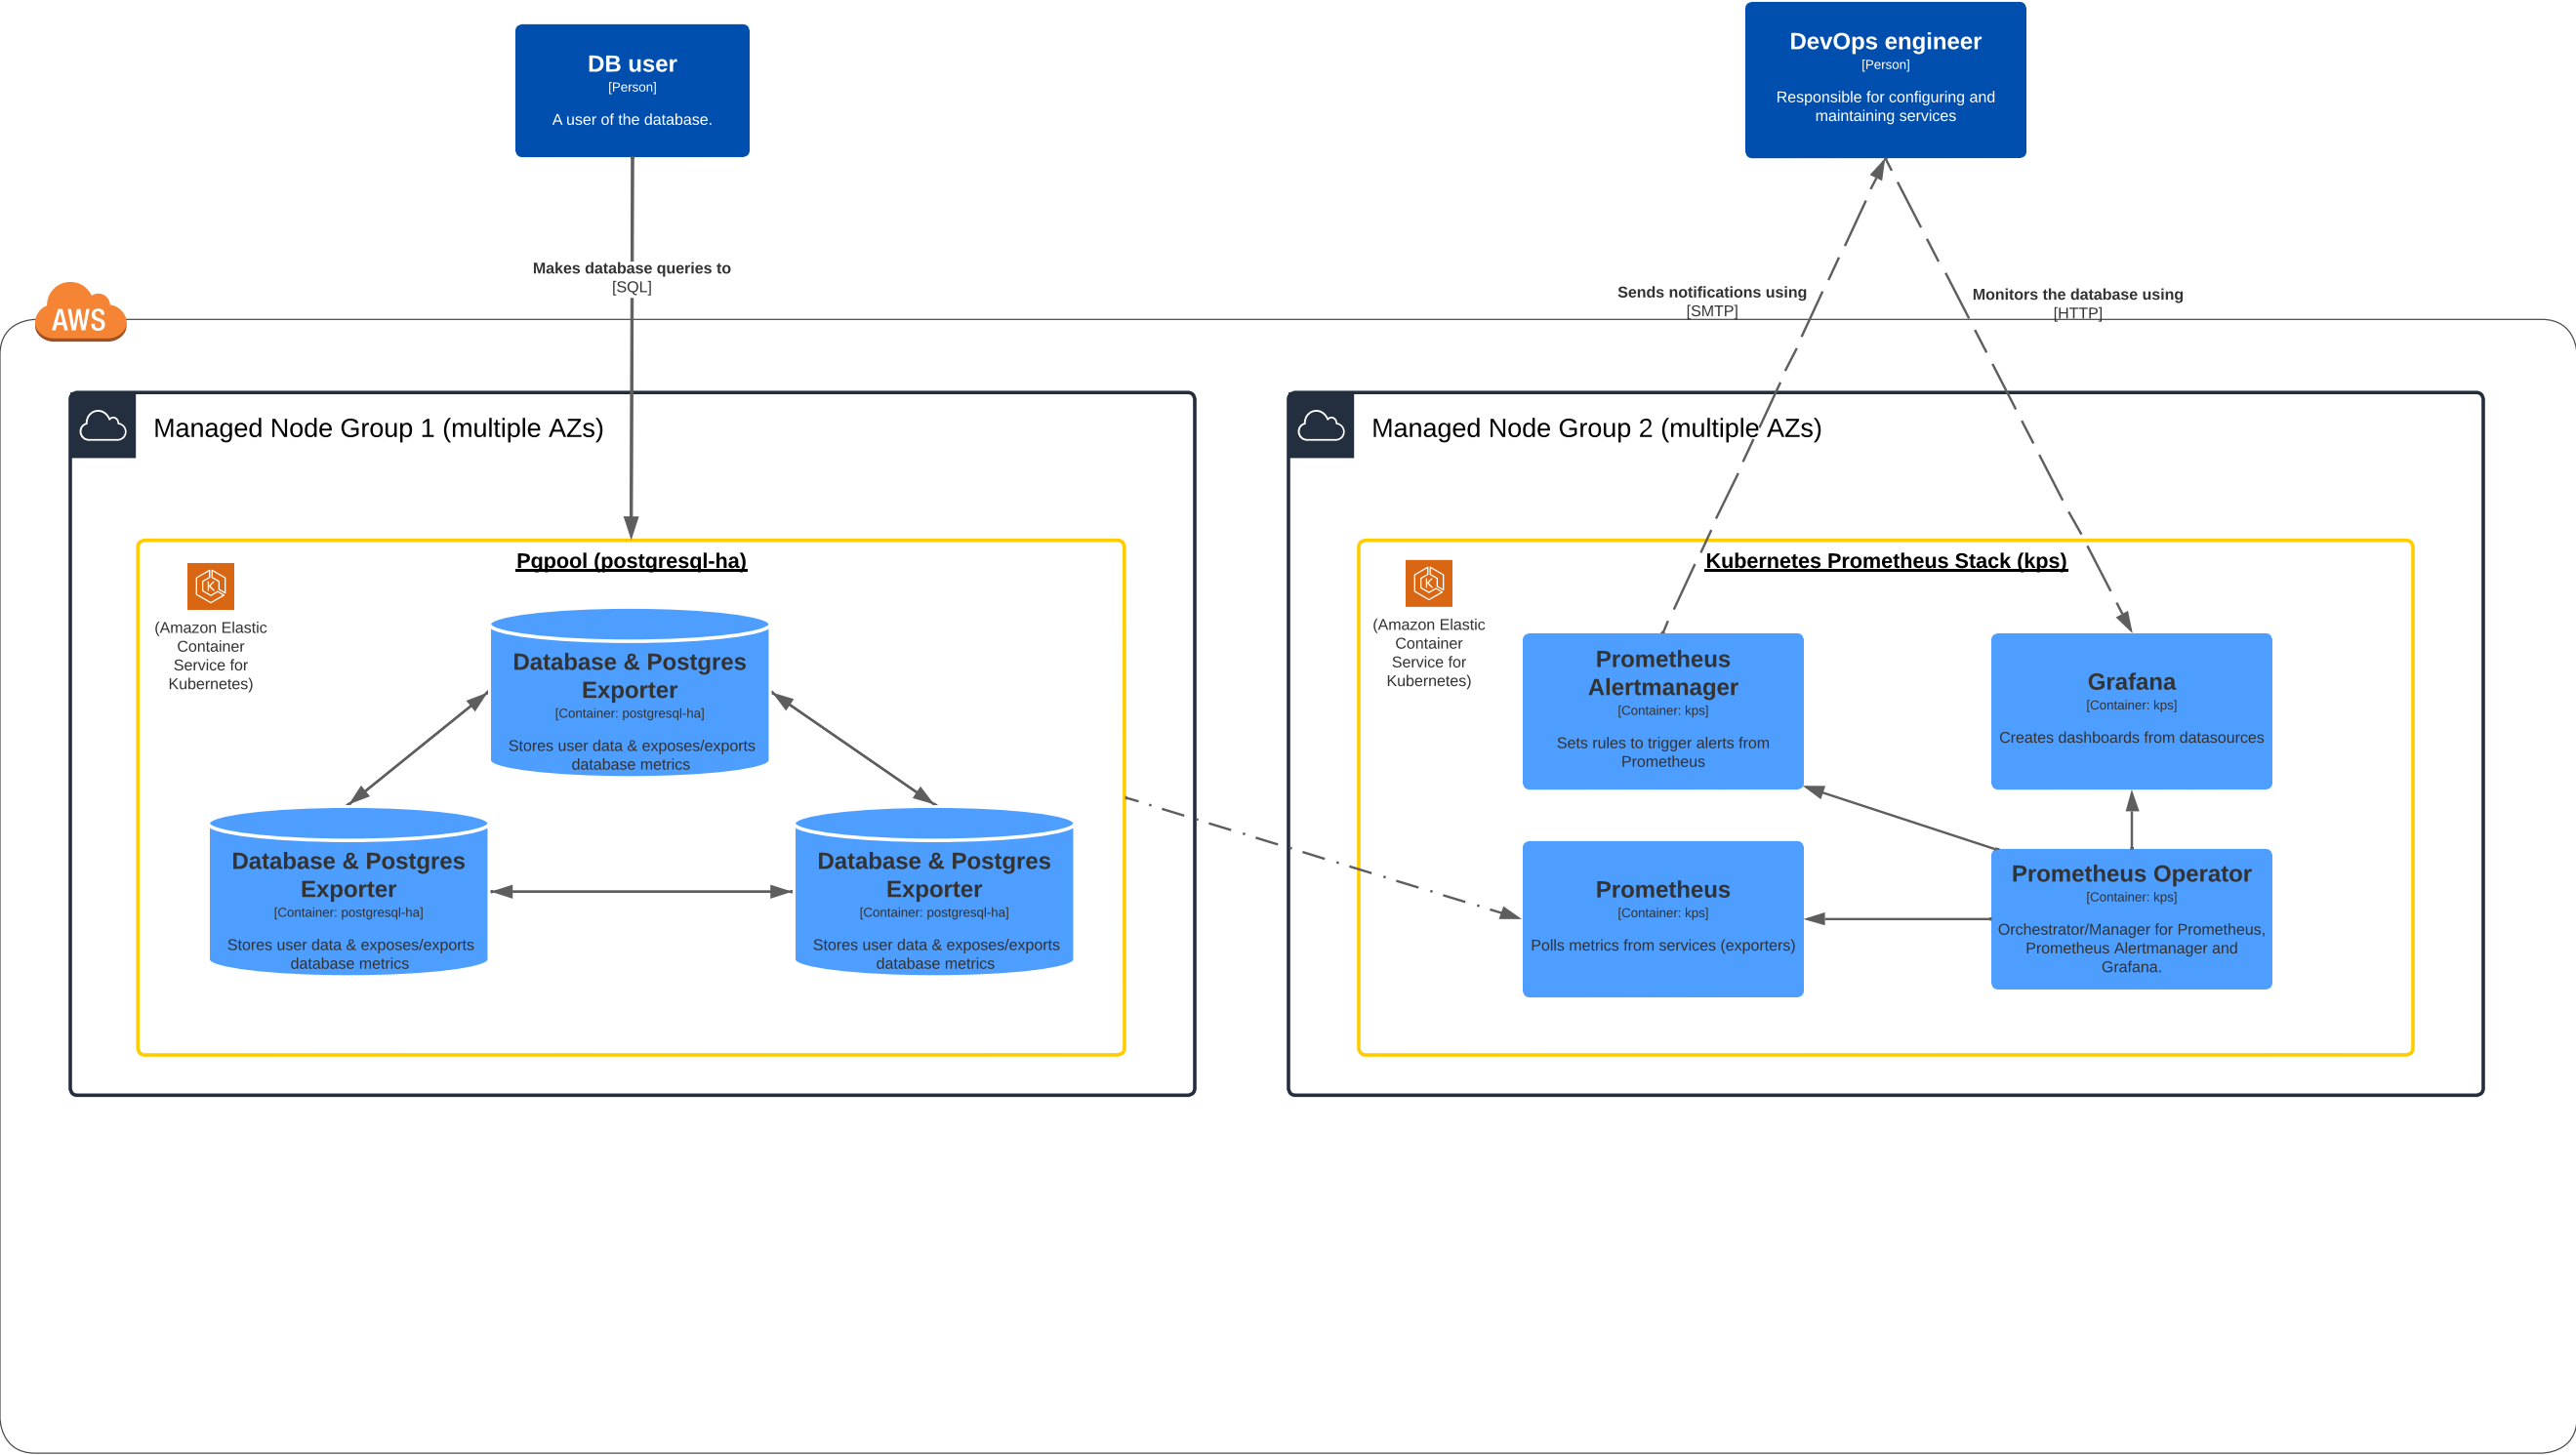 DB user
[Person]
A user of the database.
DevOps engineer
[Person]
Responsible for configuring and
maintaining services
Makes database queries to
[SQL]
Sends notifications using
[SMTP]
Monitors the database using
[HTTP]
AWS
Managed Node Group 1 (multiple AZs)
Pgpool (postgresql-ha)
K
(Amazon Elastic
Container
Service for
Kubernetes)
Database & Postgres
Exporter
[Container: postgresql-ha]
Stores user data & exposes/exports
database metrics
Database & Postgres
Exporter
[Container: postgresql-ha]
Stores user data & exposes/exports
database metrics
Database & Postgres
Exporter
[Container: postgresql-ha]
Stores user data & exposes/exports
database metrics
Managed Node Group 2 (multiple AZs)
Kubernetes Prometheus Stack (kps)
K
(Amazon Elastic
Container
Service for
Kubernetes)
Prometheus
Alertmanager
[Container: kps]
Sets rules to trigger alerts from
Prometheus
Grafana
[Container: kps]
Creates dashboards from datasources
Prometheus
[Container: kps]
Polls metrics from services (exporters)
Prometheus Operator
[Container: kps]
Orchestrator/Manager for Prometheus,
Prometheus Alertmanager and
Grafana.